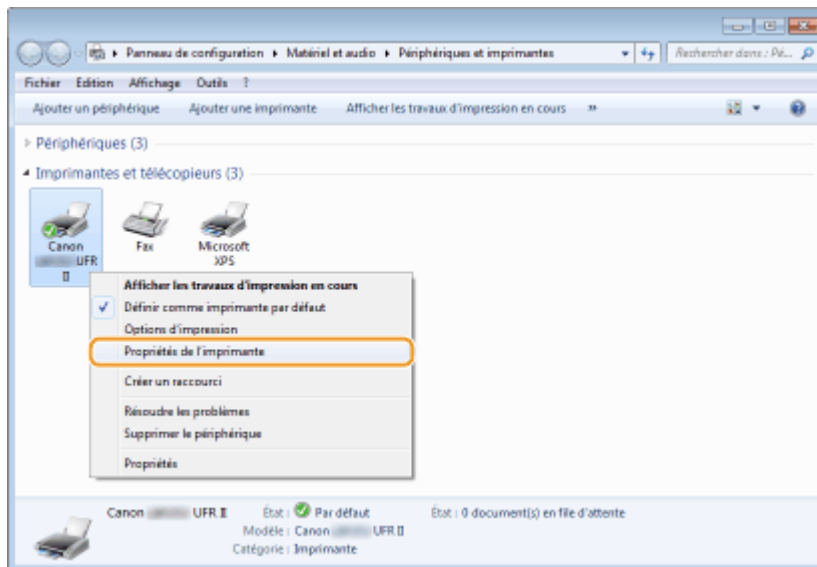 Panneau de configuration Matériel et audio Périphériques et imprimantes Rechercher dans : Pé...
Fichier Edition Affichage Outils ?
Ajouter un périphérique Ajouter une imprimante Afficher les travaux d'impression en cours »
Périphériques (3)
Imprimantes et télécopieurs (3)
Canon UFR II
Fax
Microsoft XPS
Afficher les travaux d'impression en cours
Définir comme imprimante par défaut
Options d'impression
Propriétés de l'imprimante
Créer un raccourci
Résoudre les problèmes
Supprimer le périphérique
Propriétés
Canon UFR II État : Par défaut État : 0 document(s) en file d'attente
Modèle : Canon UFR II
Catégorie : Imprimante